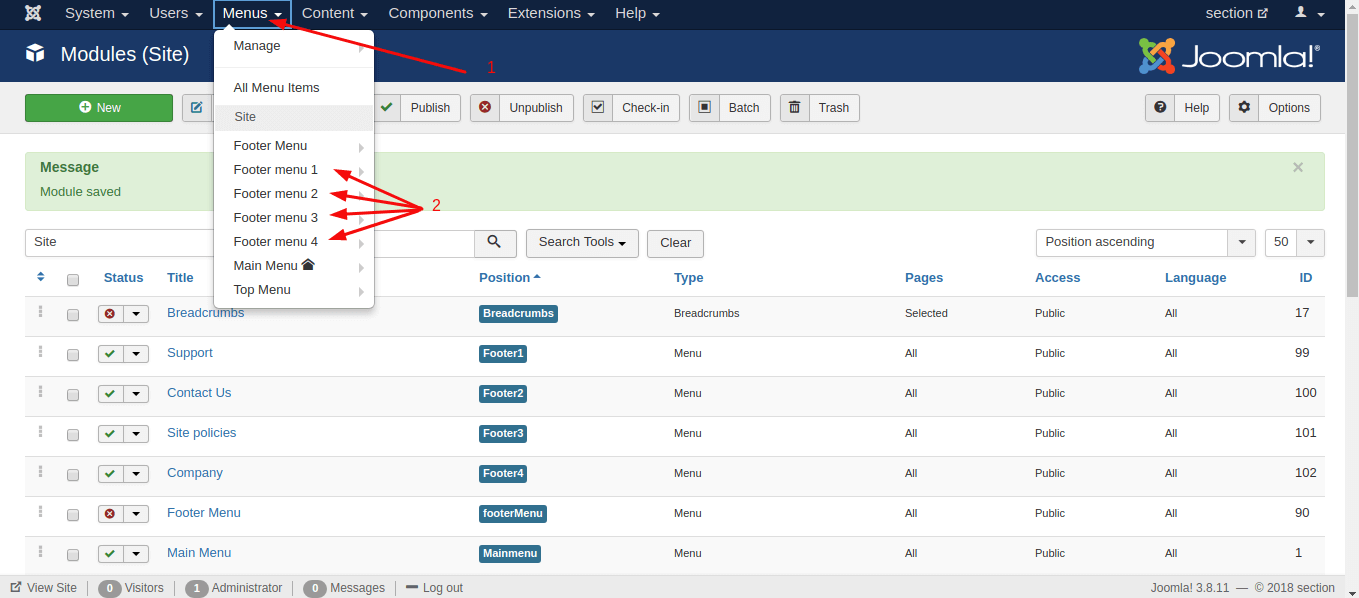 System Users Menus Content Components Extensions Help section
Modules (Site) Joomla!®
Manage
1
All Menu Items
New Publish Unpublish Check-in Batch Trash Help Options
Site
Footer Menu
Message
Footer menu 1
Module saved
Footer menu 2
2
Footer menu 3
Footer menu 4
Main Menu
Top Menu
Site Search Tools Clear Position ascending 50
Status Title Position Type Pages Access Language ID
Breadcrumbs Breadcrumbs Breadcrumbs Selected Public All 17
Support Footer1 Menu All Public All 99
Contact Us Footer2 Menu All Public All 100
Site policies Footer3 Menu All Public All 101
Company Footer4 Menu All Public All 102
Footer Menu footerMenu Menu All Public All 90
Main Menu Mainmenu Menu All Public All 1
View Site 0 Visitors 1 Administrator 0 Messages Log out Joomla! 3.8.11 — © 2018 section